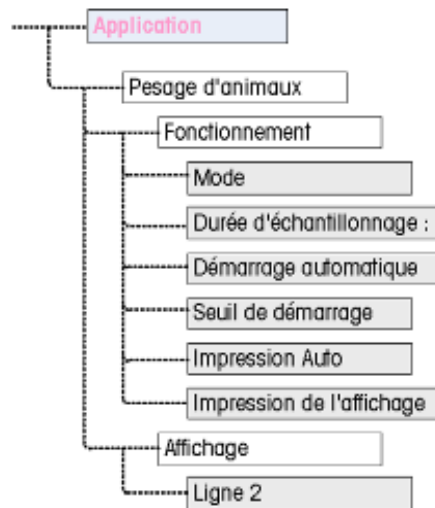 Application
Pesage d'animaux
Fonctionnement
Mode
Durée d'échantillonnage :
Démarrage automatique
Seuil de démarrage
Impression Auto
Impression de l'affichage
Affichage
Ligne 2